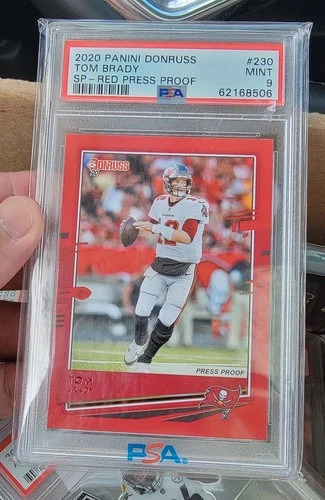 2020 PANINI DONRUSS #230
TOM BRADY MINT
SP-RED PRESS PROOF 9
PSA 62168506
DONRUSS
PRESS PROOF
TOM
BRADY
PSA